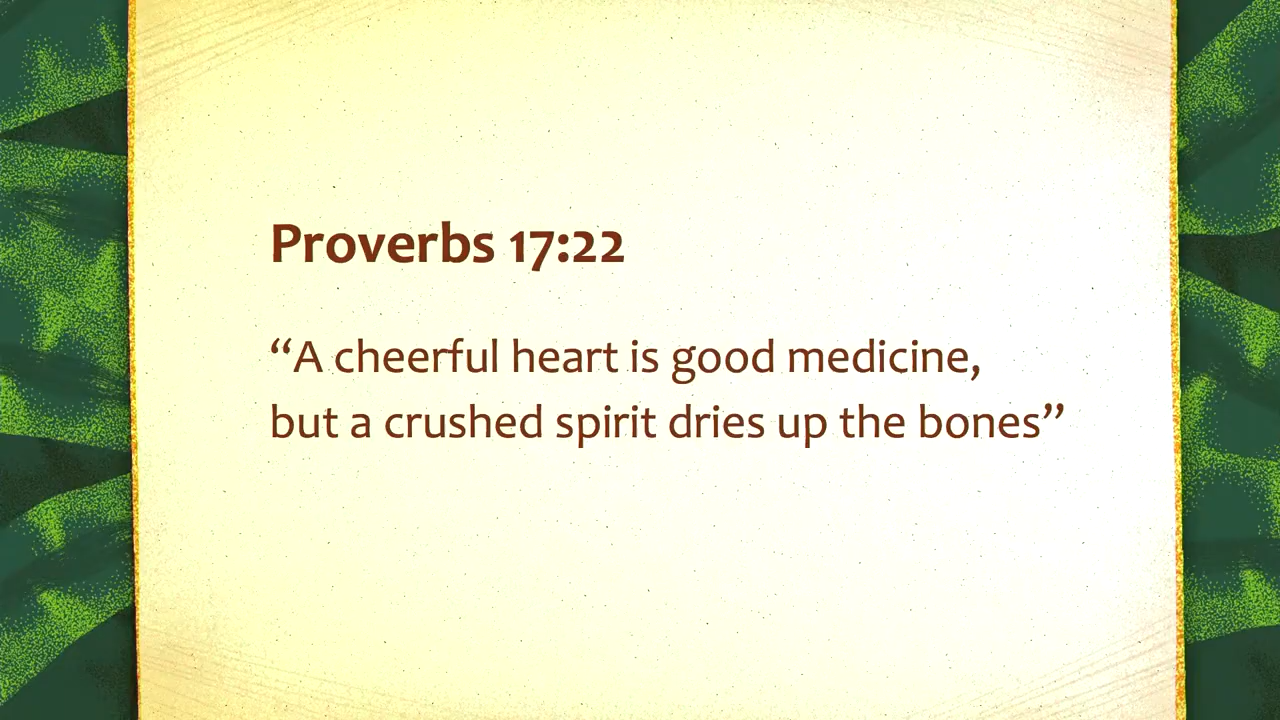 Proverbs 17:22
“A cheerful heart is good medicine,
but a crushed spirit dries up the bones”